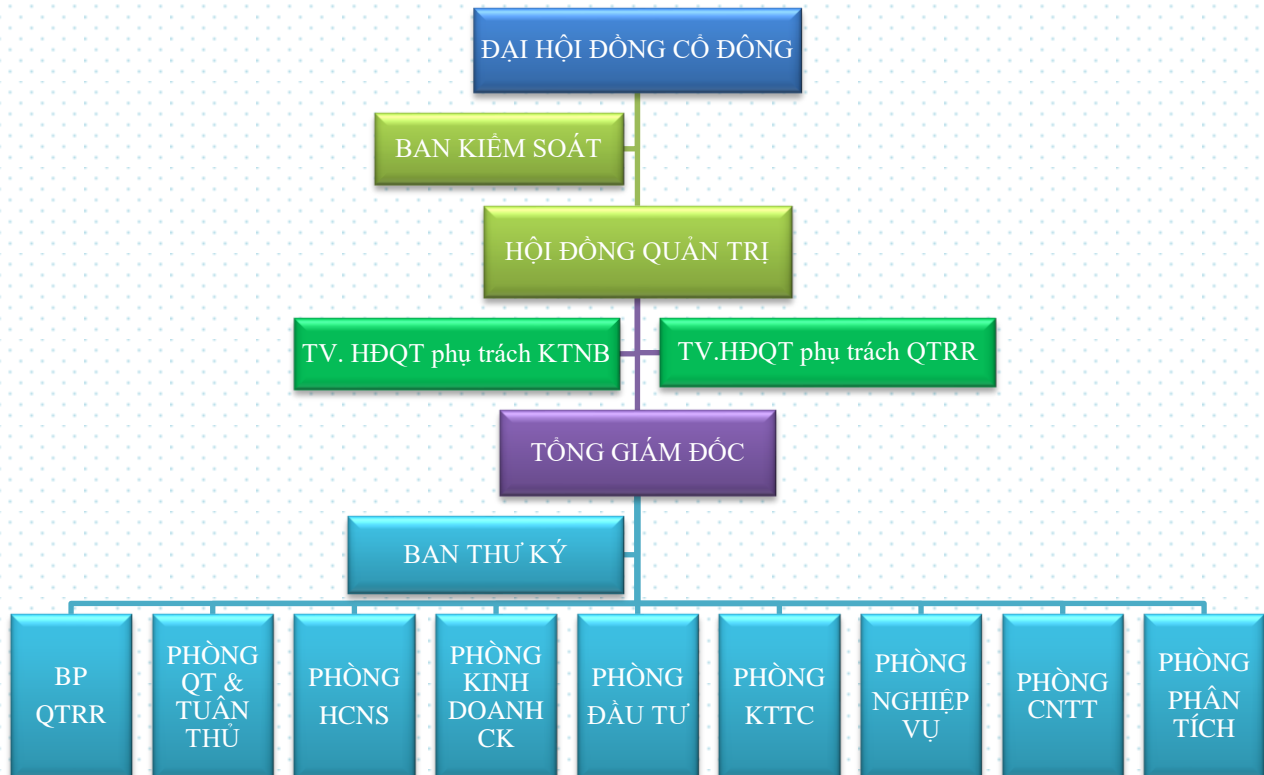 ĐẠI HỘI ĐỒNG CỔ ĐÔNG
BAN KIỂM SOÁT
HỘI ĐỒNG QUẢN TRỊ
TV. HĐQT phụ trách KTNB
TV.HĐQT phụ trách QTRR
TỔNG GIÁM ĐỐC
BAN THƯ KÝ
BP
QTRR
PHÒNG
QT &
TUÂN
THỦ
PHÒNG
HCNS
PHÒNG
KINH
DOANH
CK
PHÒNG
ĐẦU TƯ
PHÒNG
KTTC
PHÒNG
NGHIỆP
VỤ
PHÒNG
CNTT
PHÒNG
PHÂN
TÍCH